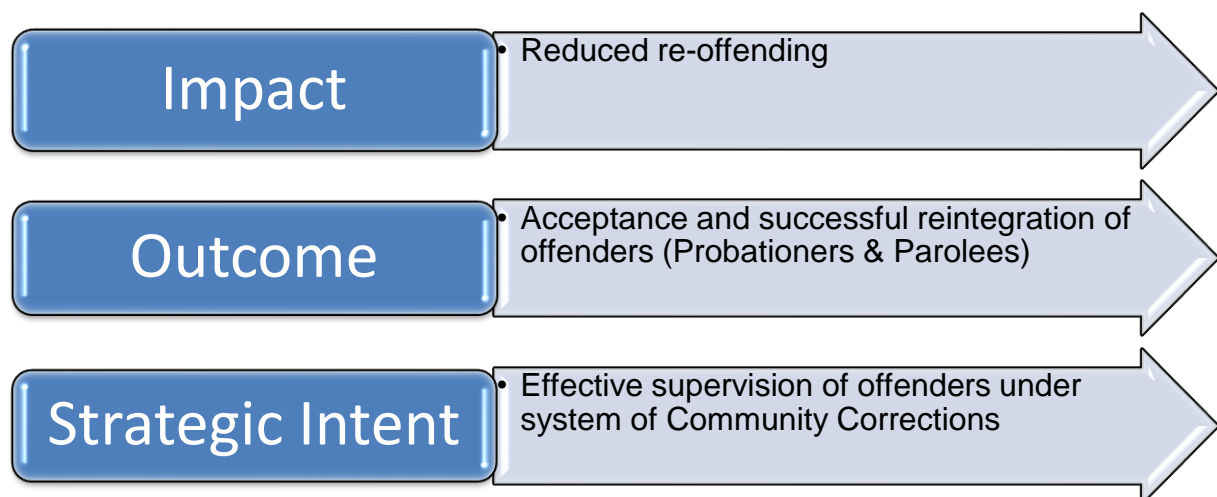 Impact
• Reduced re-offending
Outcome
• Acceptance and successful reintegration of
offenders (Probationers & Parolees)
Strategic Intent
• Effective supervision of offenders under
system of Community Corrections